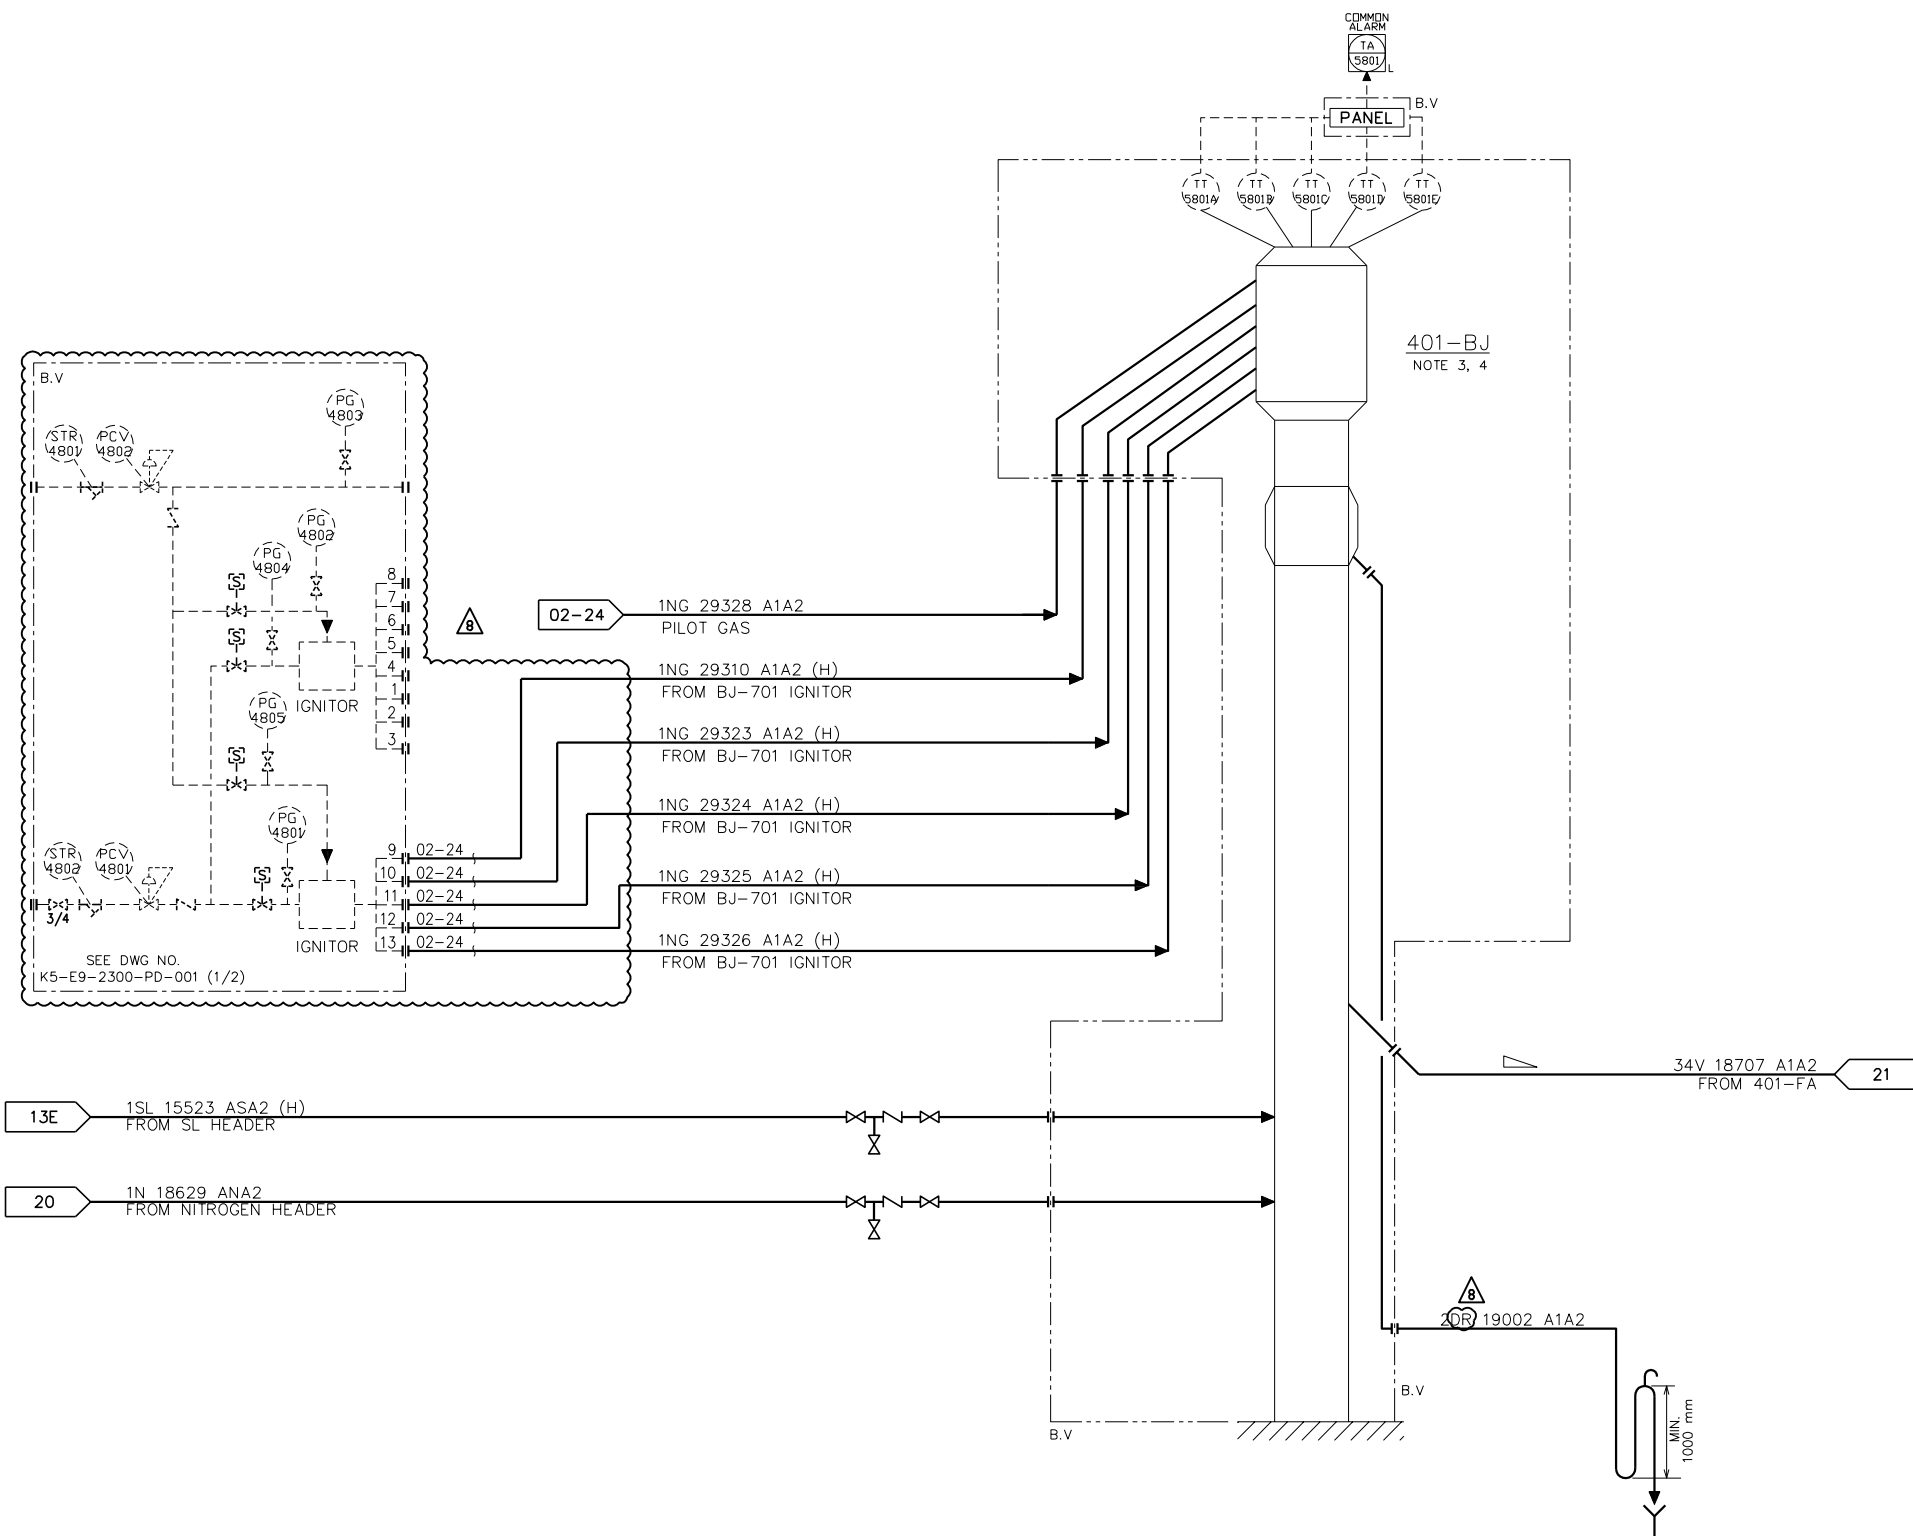 COMMON
ALARM
TA
5801
L
B.V
PANEL
TT
5801A
TT
5801B
TT
5801C
TT
5801D
TT
5801E
401-BJ
NOTE 3, 4
B.V
PG
4803
STR
4801
PCV
4802
PG
4802
PG
4804
S
S
8
7
6
5
4
1
2
3
IGNITOR
PG
4805
S
PG
4801
STR
4802
PCV
4801
S
3/4
IGNITOR
9
10
11
12
13
02-24
02-24
02-24
02-24
02-24
SEE DWG NO.
K5-E9-2300-PD-001 (1/2)
8
02-24
1NG 29328 A1A2
PILOT GAS
1NG 29310 A1A2 (H)
FROM BJ-701 IGNITOR
1NG 29323 A1A2 (H)
FROM BJ-701 IGNITOR
1NG 29324 A1A2 (H)
FROM BJ-701 IGNITOR
1NG 29325 A1A2 (H)
FROM BJ-701 IGNITOR
1NG 29326 A1A2 (H)
FROM BJ-701 IGNITOR
34V 18707 A1A2
FROM 401-FA
21
13E
1SL 15523 ASA2 (H)
FROM SL HEADER
20
1N 18629 ANA2
FROM NITROGEN HEADER
8
2DR 19002 A1A2
B.V
B.V
MIN.
1000 mm